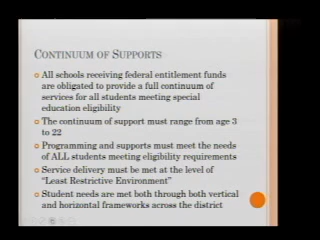 CONTINUUM OF SUPPORTS
All schools receiving federal entitlement funds
are obligated to provide a full continuum of
services for all students meeting special
education eligibility
The continuum of support must range from age 3
to 22
Programming and supports must meet the needs
of ALL students meeting eligibility requirements
Service delivery must be met at the level of
“Least Restrictive Environment”
Student needs are met both through both vertical
and horizontal frameworks across the district